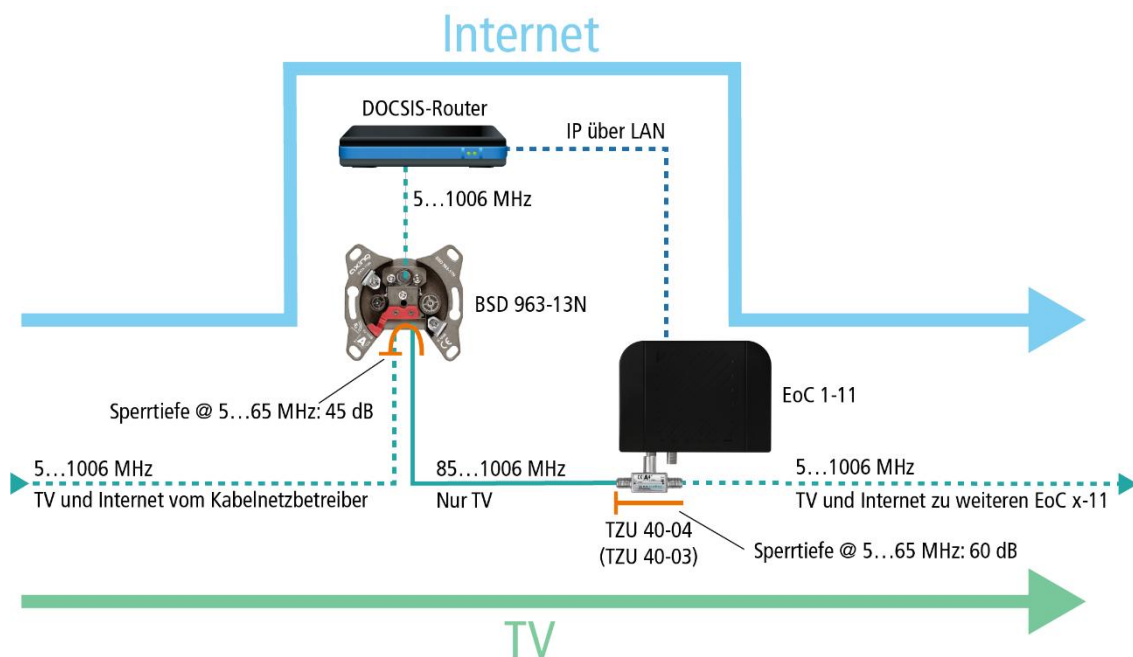 Internet
DOCSIS-Router
IP über LAN
5…1006 MHz
BSD 963-13N
Sperrtiefe @ 5…65 MHz: 45 dB
EoC 1-11
5…1006 MHz
TV und Internet vom Kabelnetzbetreiber
85…1006 MHz
Nur TV
5…1006 MHz
TV und Internet zu weiteren EoC x-11
TZU 40-04
(TZU 40-03)
Sperrtiefe @ 5…65 MHz: 60 dB
TV